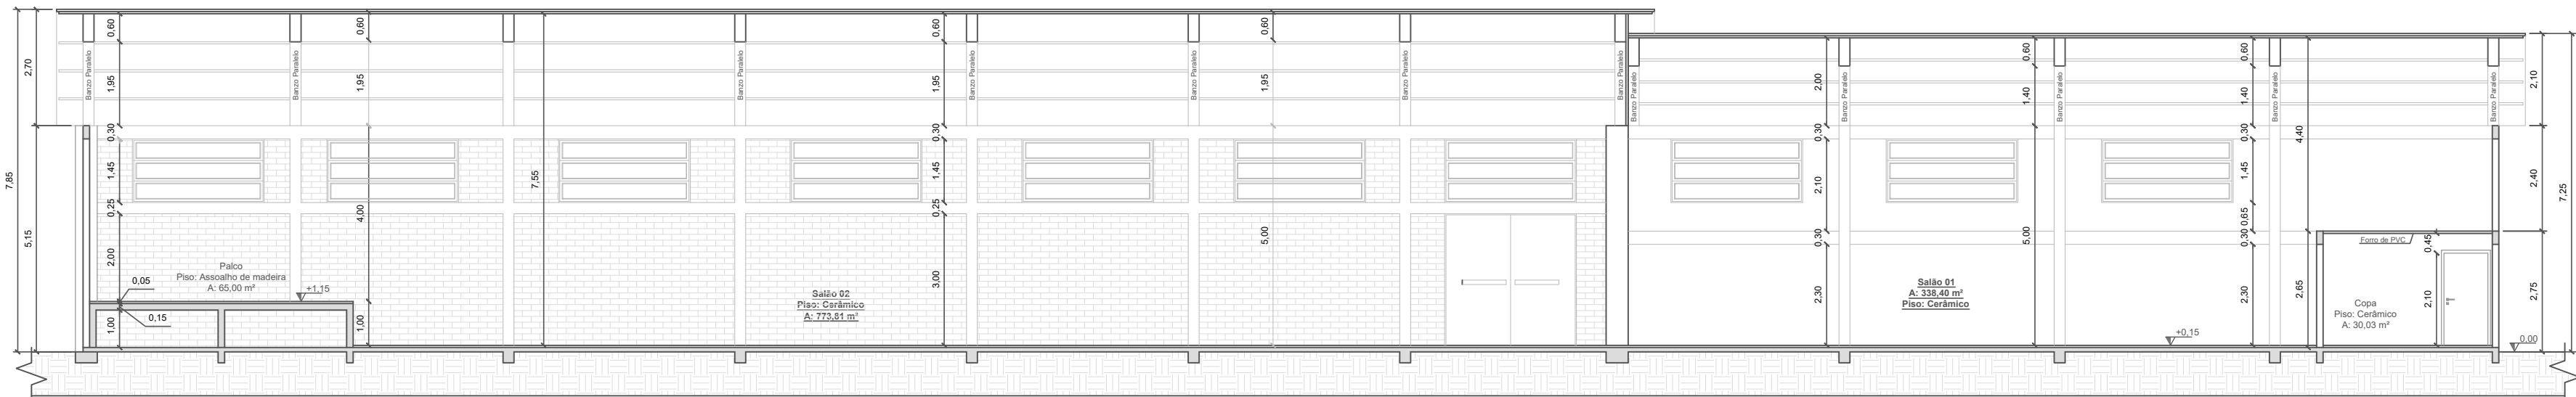 7,85
2,70
5,15
0,60
1,95
0,30
1,45
0,25
2,00
0,05
0,15
1,00
Banzo Paralelo
Palco
Piso: Assoalho de madeira
A: 65,00 m²
+1,15
Banzo Paralelo
0,60
1,95
4,00
1,00
7,55
Banzo Paralelo
Salão 02
Piso: Cerâmico
A: 773,81 m²
0,60
1,95
0,30
1,45
0,25
3,00
Banzo Paralelo
Banzo Paralelo
0,60
1,95
5,00
Banzo Paralelo
Banzo Paralelo
Banzo Paralelo
2,00
0,30
2,10
0,30
2,30
Banzo Paralelo
Salão 01
A: 338,40 m²
Piso: Cerâmico
0,60
1,40
5,00
Banzo Paralelo
+0,15
0,60
1,40
0,30
1,45
0,65
0,30
2,30
Banzo Paralelo
4,40
2,65
Forro de PVC
0,45
2,10
Copa
Piso: Cerâmico
A: 30,03 m²
Banzo Paralelo
0,00
2,10
2,40
2,75
7,25